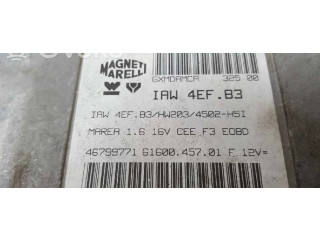 MAGNETI
MARELLI
GXMDAMCA 325 00
IAW 4EF.B3
IAW 4EF.B3/HW203/4502-H5I
MAREA 1.6 16V CEE F3 EOBD
46799771 61600.457.01 F 12V=